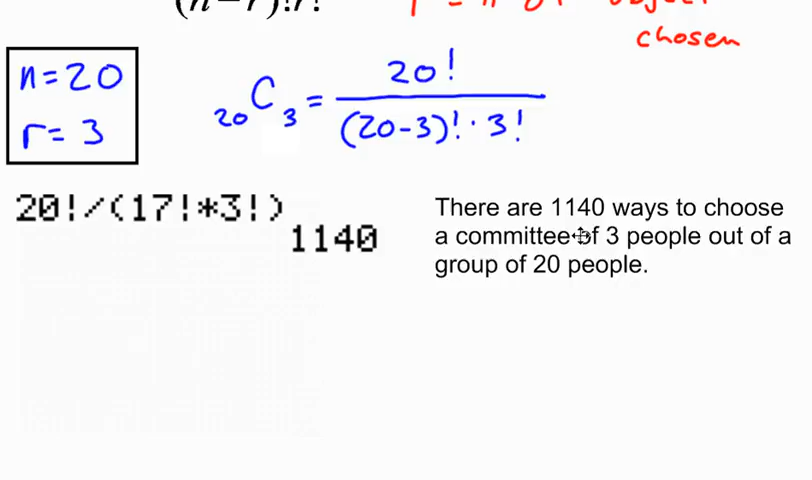 (n-r)!r!
chosen
n=20
r=3
20C3 = 20! / (20-3)!·3!
20!/(17!*3!)
1140
There are 1140 ways to choose
a committee of 3 people out of a
group of 20 people.